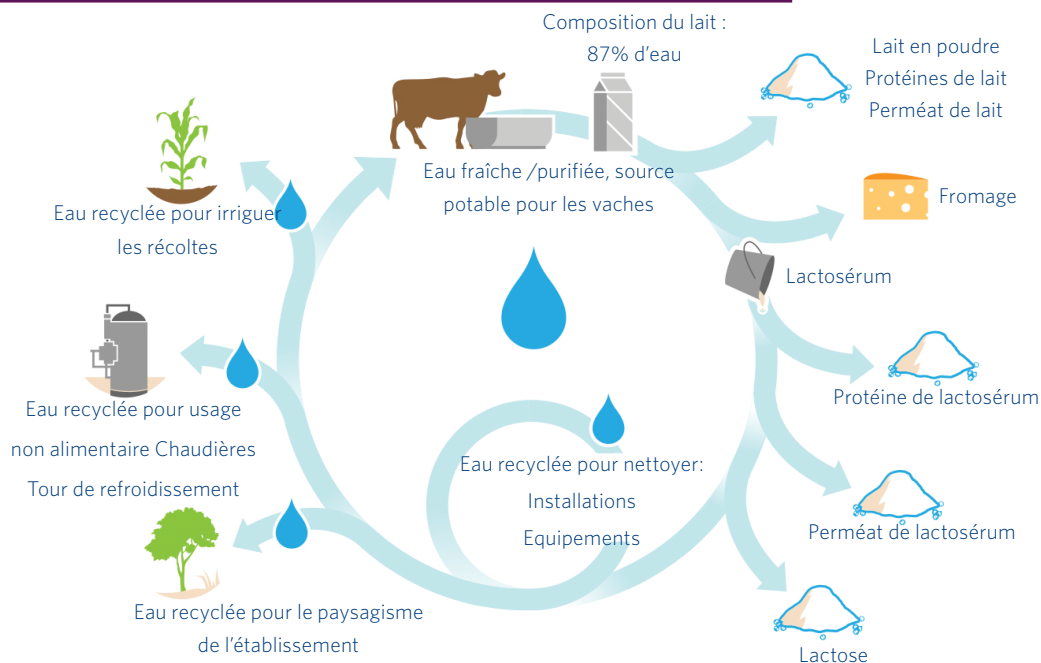 Composition du lait :
87% d'eau
Lait en poudre
Protéines de lait
Perméat de lait
Eau fraîche /purifiée, source
potable pour les vaches
Fromage
Eau recyclée pour irriguer
les récoltes
Lactosérum
Protéine de lactosérum
Eau recyclée pour usage
non alimentaire Chaudières
Tour de refroidissement
Eau recyclée pour nettoyer:
Installations
Equipements
Perméat de lactosérum
Eau recyclée pour le paysagisme
de l'établissement
Lactose